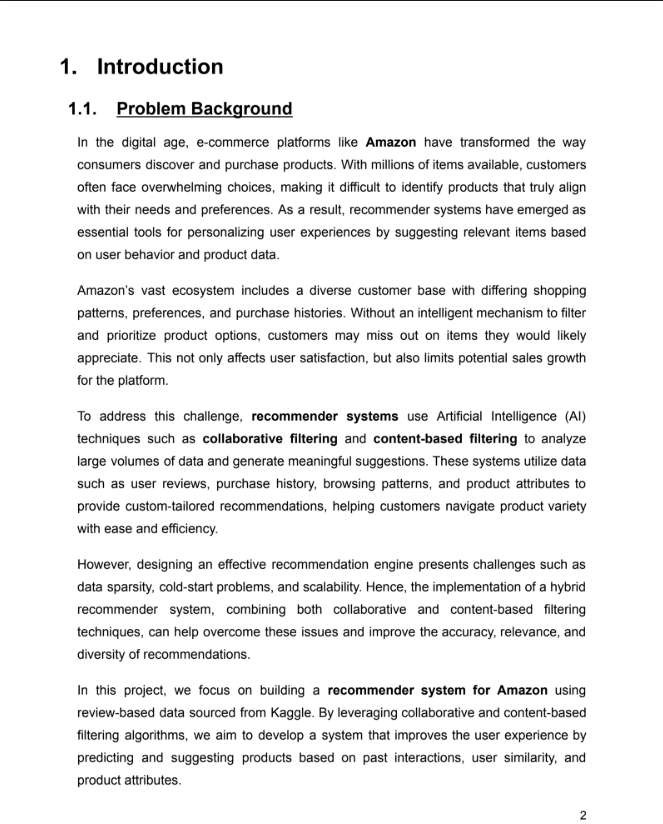 1. Introduction
1.1. Problem Background
In the digital age, e-commerce platforms like Amazon have transformed the way
consumers discover and purchase products. With millions of items available, customers
often face overwhelming choices, making it difficult to identify products that truly align
with their needs and preferences. As a result, recommender systems have emerged as
essential tools for personalizing user experiences by suggesting relevant items based
on user behavior and product data.
Amazon's vast ecosystem includes a diverse customer base with differing shopping
patterns, preferences, and purchase histories. Without an intelligent mechanism to filter
and prioritize product options, customers may miss out on items they would likely
appreciate. This not only affects user satisfaction, but also limits potential sales growth
for the platform.
To address this challenge, recommender systems use Artificial Intelligence (AI)
techniques such as collaborative filtering and content-based filtering to analyze
large volumes of data and generate meaningful suggestions. These systems utilize data
such as user reviews, purchase history, browsing patterns, and product attributes to
provide custom-tailored recommendations, helping customers navigate product variety
with ease and efficiency.
However, designing an effective recommendation engine presents challenges such as
data sparsity, cold-start problems, and scalability. Hence, the implementation of a hybrid
recommender system, combining both collaborative and content-based filtering
techniques, can help overcome these issues and improve the accuracy, relevance, and
diversity of recommendations.
In this project, we focus on building a recommender system for Amazon using
review-based data sourced from Kaggle. By leveraging collaborative and content-based
filtering algorithms, we aim to develop a system that improves the user experience by
predicting and suggesting products based on past interactions, user similarity, and
product attributes.
2